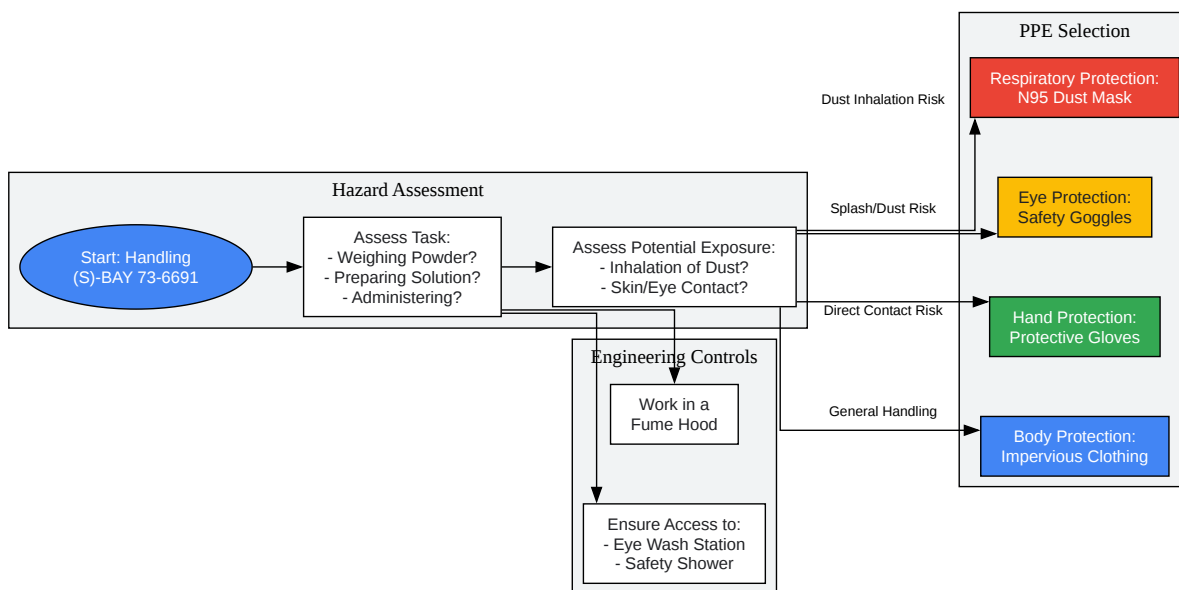 PPE Selection
Respiratory Protection:
N95 Dust Mask
Dust Inhalation Risk
Hazard Assessment
Start: Handling
(S)-BAY 73-6691
Assess Task:
- Weighing Powder?
- Preparing Solution?
- Administering?
Assess Potential Exposure:
- Inhalation of Dust?
- Skin/Eye Contact?
Splash/Dust Risk
Eye Protection:
Safety Goggles
Direct Contact Risk
Hand Protection:
Protective Gloves
Engineering Controls
Work in a
Fume Hood
General Handling
Body Protection:
Impervious Clothing
Ensure Access to:
- Eye Wash Station
- Safety Shower